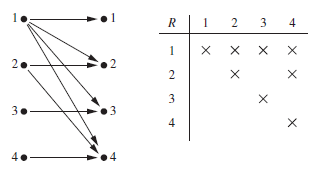 1 1 R 1 2 3 4
1 × × × ×
2 2 2 × ×
3 3 3 ×
4 4 4 ×